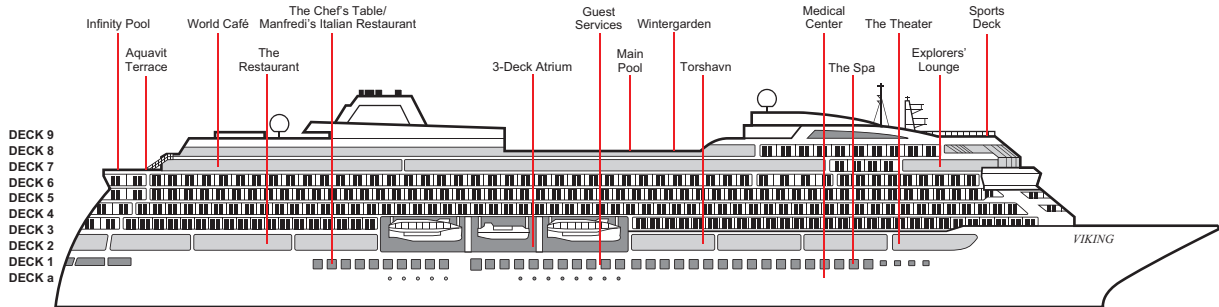 Infinity Pool
World Café
The Chef's Table/
Manfredi's Italian Restaurant
Guest
Services
Wintergarden
Medical
Center
The Theater
Sports
Deck
Aquavit
Terrace
The
Restaurant
3-Deck Atrium
Main
Pool
Torshavn
The Spa
Explorers'
Lounge
DECK 9
DECK 8
DECK 7
DECK 6
DECK 5
DECK 4
DECK 3
DECK 2
DECK 1
DECK a
VIKING